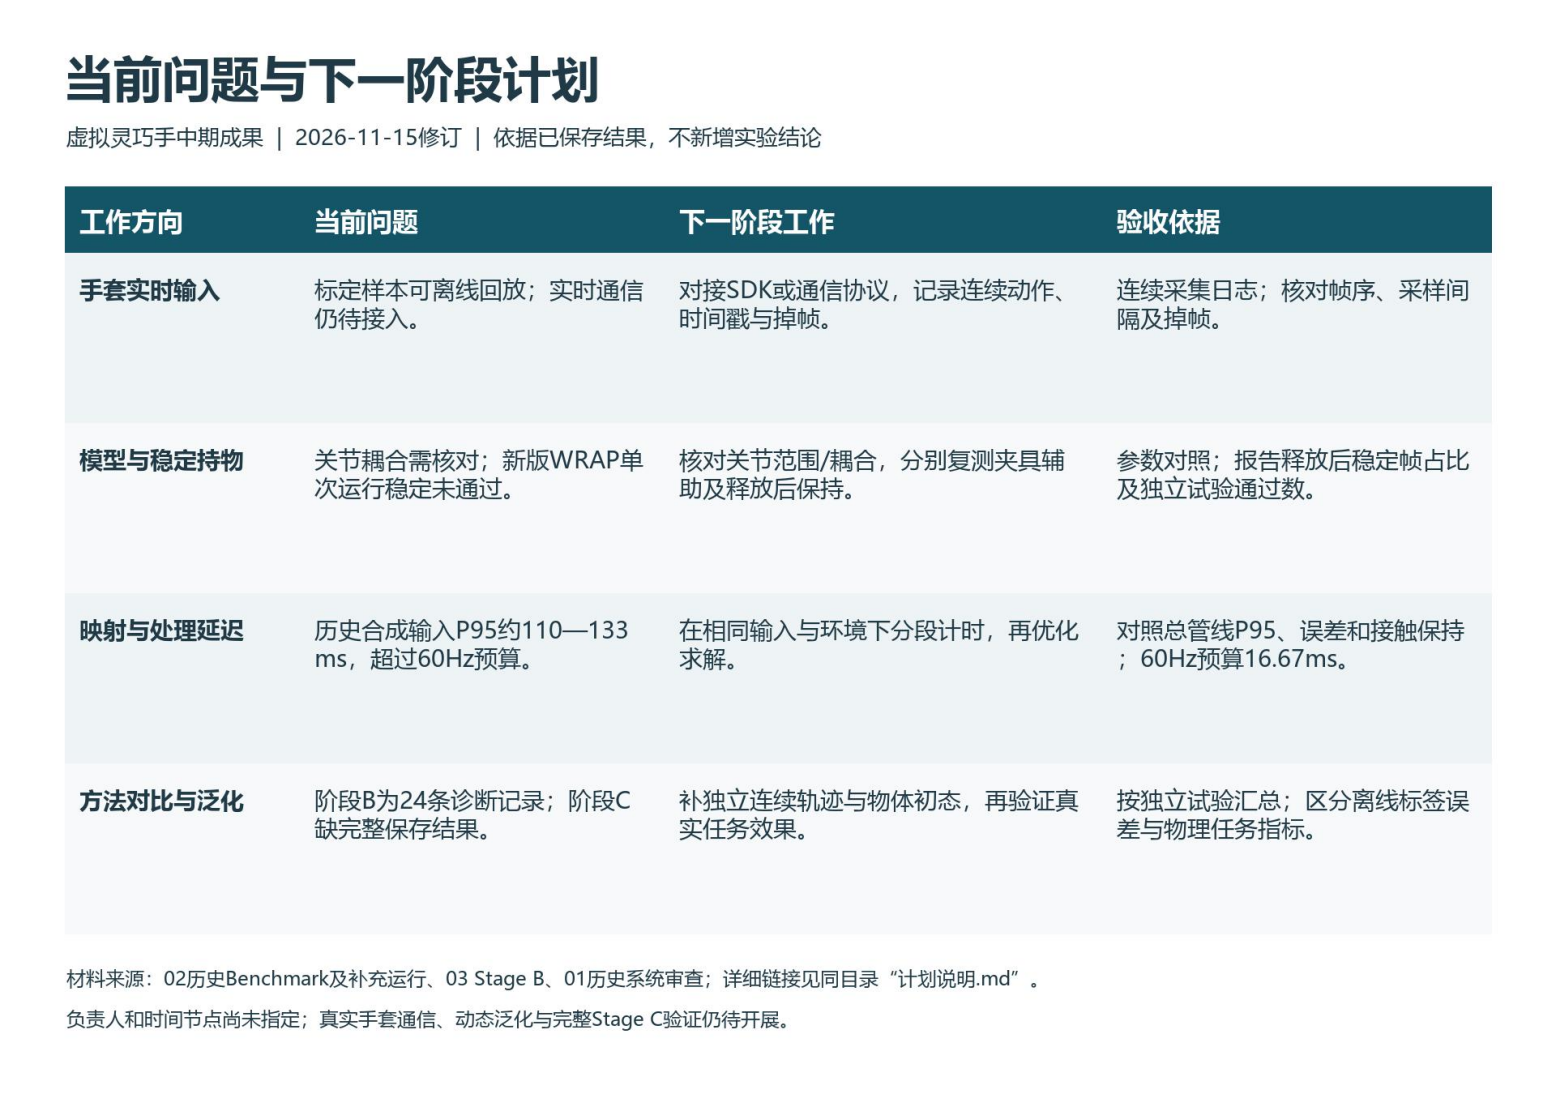 当前问题与下一阶段计划
虚拟灵巧手中期成果 | 2026-11-15修订 | 依据已保存结果，不新增实验结论
工作方向 当前问题 下一阶段工作 验收依据
手套实时输入
标定样本可离线回放；实时通信
仍待接入。
对接SDK或通信协议，记录连续动作、
时间戳与掉帧。
连续采集日志；核对帧序、采样间
隔及掉帧。
模型与稳定持物
关节耦合需核对；新版WRAP单
次运行稳定未通过。
核对关节范围/耦合，分别复测夹具辅
助及释放后保持。
参数对照；报告释放后稳定帧占比
及独立试验通过数。
映射与处理延迟
历史合成输入P95约110—133
ms，超过60Hz预算。
在相同输入与环境下分段计时，再优化
求解。
对照总管线P95、误差和接触保持
；60Hz预算16.67ms。
方法对比与泛化
阶段B为24条诊断记录；阶段C
缺完整保存结果。
补独立连续轨迹与物体初态，再验证真
实任务效果。
按独立试验汇总；区分离线标签误
差与物理任务指标。
材料来源：02历史Benchmark及补充运行、03 Stage B、01历史系统审查；详细链接见同目录“计划说明.md”。
负责人和时间节点尚未指定；真实手套通信、动态泛化与完整Stage C验证仍待开展。